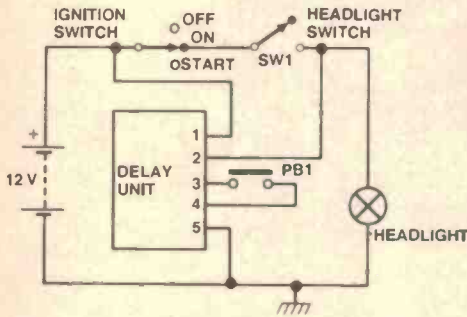 IGNITION
SWITCH
OFF
ON
START
HEADLIGHT
SWITCH
SW1
+
12 V
DELAY
UNIT
1
2
3
4
5
PB1
HEADLIGHT